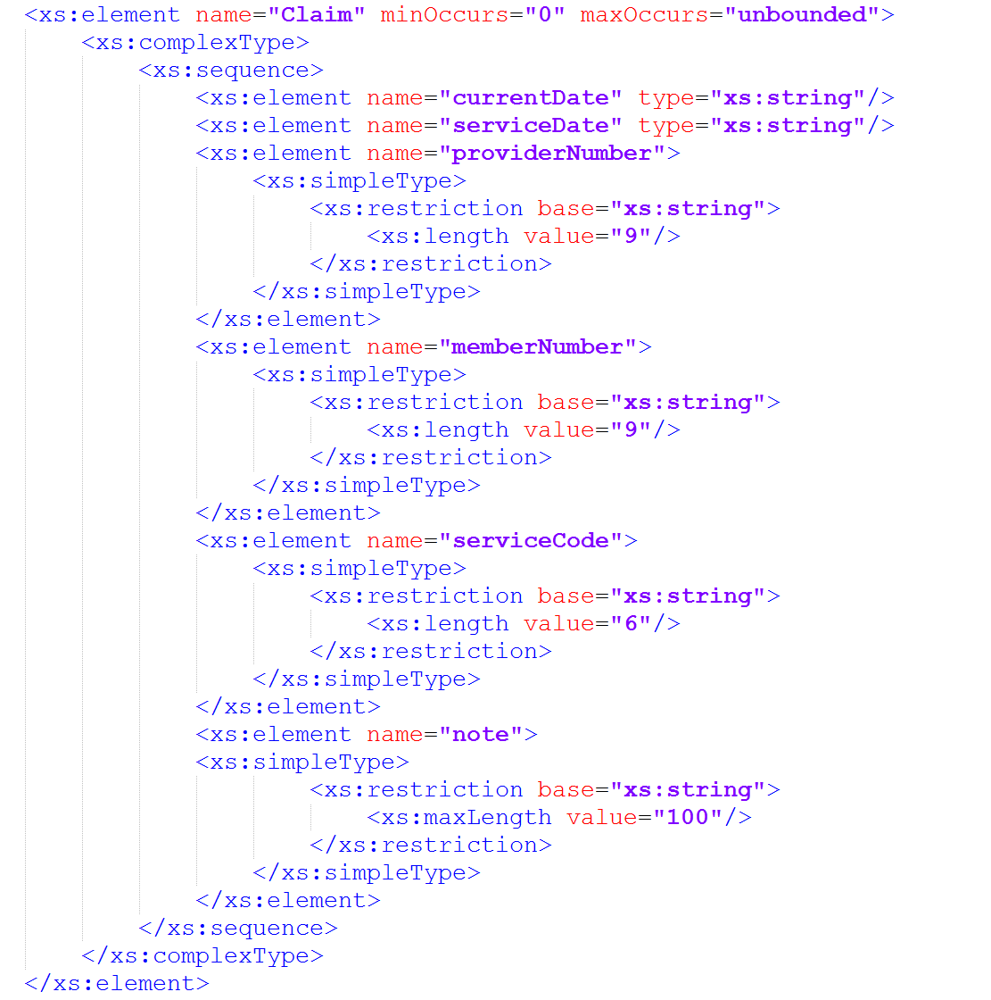 <xs:element name="Claim" minOccurs="0" maxOccurs="unbounded">
<xs:complexType>
<xs:sequence>
<xs:element name="currentDate" type="xs:string"/>
<xs:element name="serviceDate" type="xs:string"/>
<xs:element name="providerNumber">
<xs:simpleType>
<xs:restriction base="xs:string">
<xs:length value="9"/>
</xs:restriction>
</xs:simpleType>
</xs:element>
<xs:element name="memberNumber">
<xs:simpleType>
<xs:restriction base="xs:string">
<xs:length value="9"/>
</xs:restriction>
</xs:simpleType>
</xs:element>
<xs:element name="serviceCode">
<xs:simpleType>
<xs:restriction base="xs:string">
<xs:length value="6"/>
</xs:restriction>
</xs:simpleType>
</xs:element>
<xs:element name="note">
<xs:simpleType>
<xs:restriction base="xs:string">
<xs:maxLength value="100"/>
</xs:restriction>
</xs:simpleType>
</xs:element>
</xs:sequence>
</xs:complexType>
</xs:element>